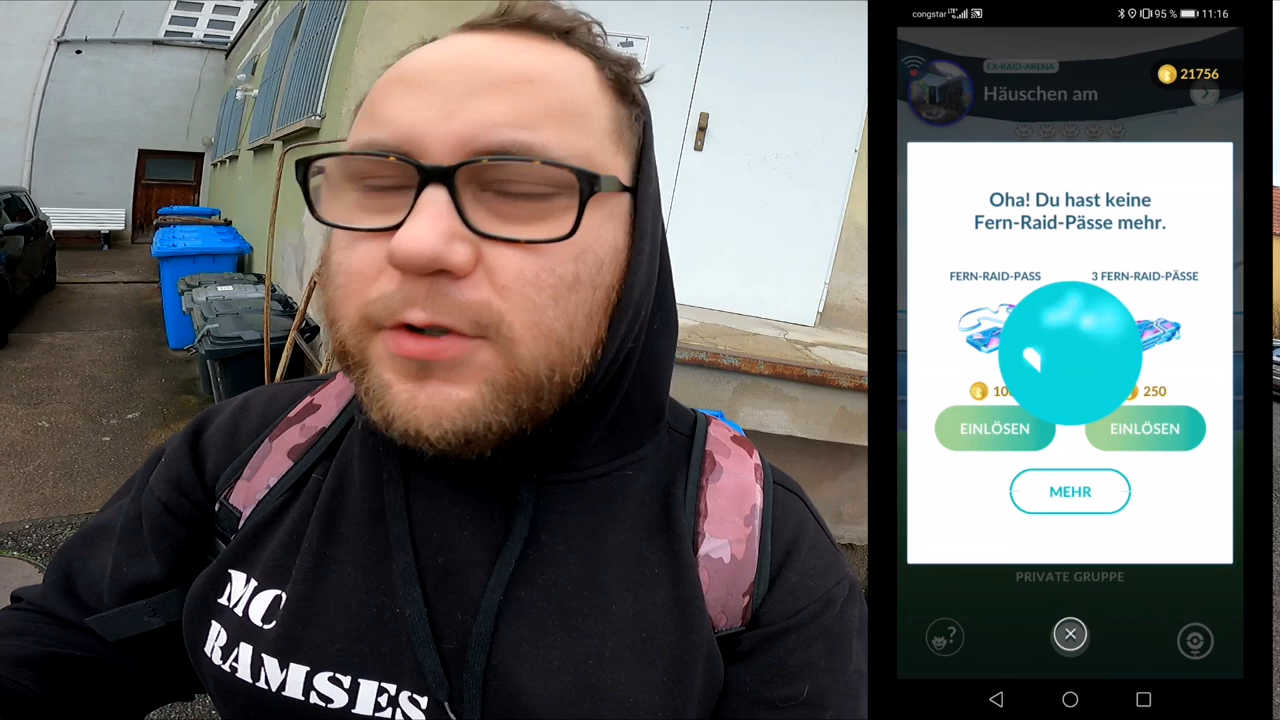 MC
RAMSES
congstar
95 %
11:16
EX-RAID-ARENA
21756
Häuschen am
Oha! Du hast keine
Fern-Raid-Pässe mehr.
FERN-RAID-PASS
3 FERN-RAID-PÄSSE
250
EINLÖSEN
EINLÖSEN
MEHR
PRIVATE GRUPPE